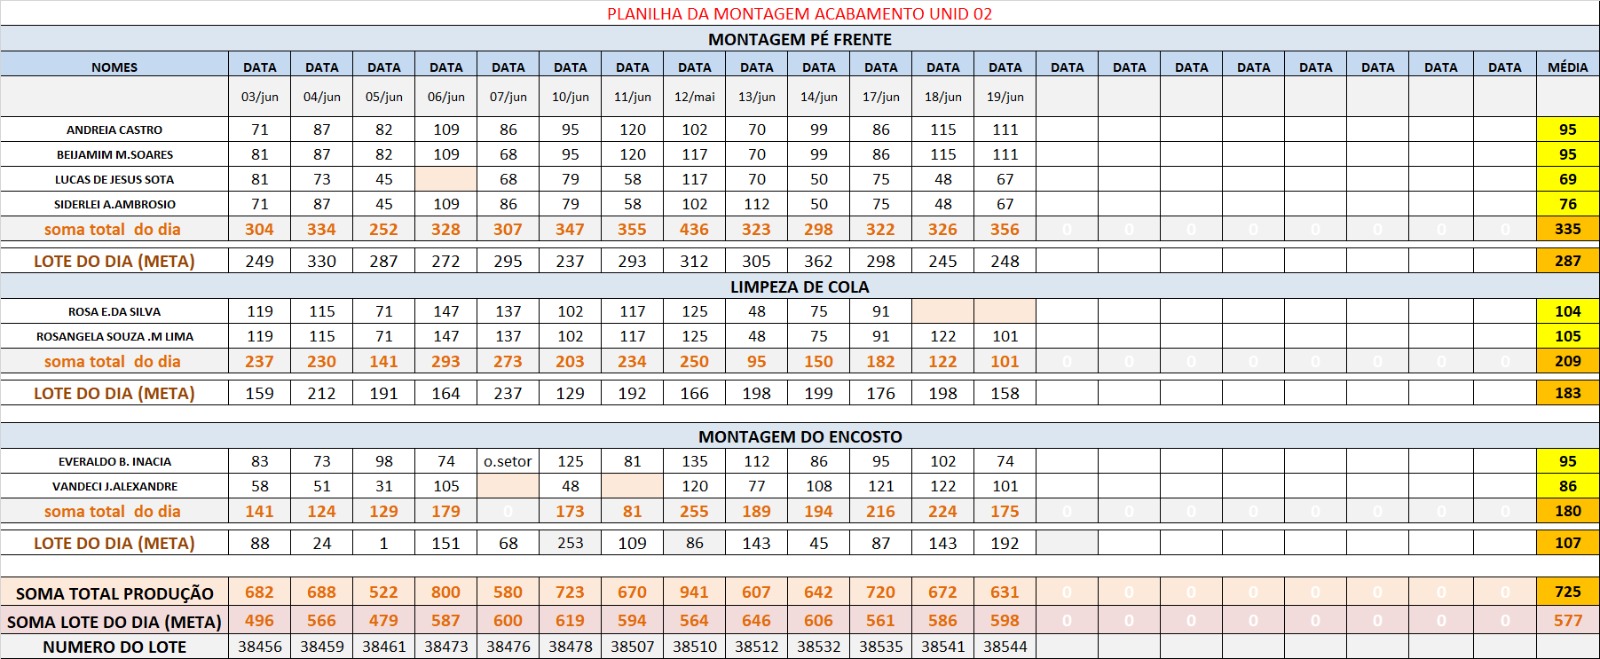 PLANILHA DA MONTAGEM ACABAMENTO UNID 02
MONTAGEM PÉ FRENTE
NOMES DATA DATA DATA DATA DATA DATA DATA DATA DATA DATA DATA DATA DATA DATA DATA DATA DATA DATA DATA DATA DATA MÉDIA
03/jun 04/jun 05/jun 06/jun 07/jun 10/jun 11/jun 12/mai 13/jun 14/jun 17/jun 18/jun 19/jun
ANDREIA CASTRO 71 87 82 109 86 95 120 102 70 99 86 115 111 95
BEIJAMIM M.SOARES 81 87 82 109 68 95 120 117 70 99 86 115 111 95
LUCAS DE JESUS SOTA 81 73 45 68 79 58 117 70 50 75 48 67 69
SIDERLEI A.AMBROSIO 71 87 45 109 86 79 58 102 112 50 75 48 67 76
soma total do dia 304 334 252 328 307 347 355 436 323 298 322 326 356 0 0 0 0 0 0 0 0 335
LOTE DO DIA (META) 249 330 287 272 295 237 293 312 305 362 298 245 248 287
LIMPEZA DE COLA
ROSA E.DA SILVA 119 115 71 147 137 102 117 125 48 75 91 104
ROSANGELA SOUZA .M LIMA 119 115 71 147 137 102 117 125 48 75 91 122 101 105
soma total do dia 237 230 141 293 273 203 234 250 95 150 182 122 101 0 0 0 0 0 0 0 0 209
LOTE DO DIA (META) 159 212 191 164 237 129 192 166 198 199 176 198 158 183
MONTAGEM DO ENCOSTO
EVERALDO B. INACIA 83 73 98 74 o.setor 125 81 135 112 86 95 102 74 95
VANDECI J.ALEXANDRE 58 51 31 105 48 120 77 108 121 122 101 86
soma total do dia 141 124 129 179 0 173 81 255 189 194 216 224 175 0 0 0 0 0 0 0 0 180
LOTE DO DIA (META) 88 24 1 151 68 253 109 86 143 45 87 143 192 107
SOMA TOTAL PRODUÇÃO 682 688 522 800 580 723 670 941 607 642 720 672 631 0 0 0 0 0 0 0 0 725
SOMA LOTE DO DIA (META) 496 566 479 587 600 619 594 564 646 606 561 586 598 0 0 0 0 0 0 0 0 577
NUMERO DO LOTE 38456 38459 38461 38473 38476 38478 38507 38510 38512 38532 38535 38541 38544